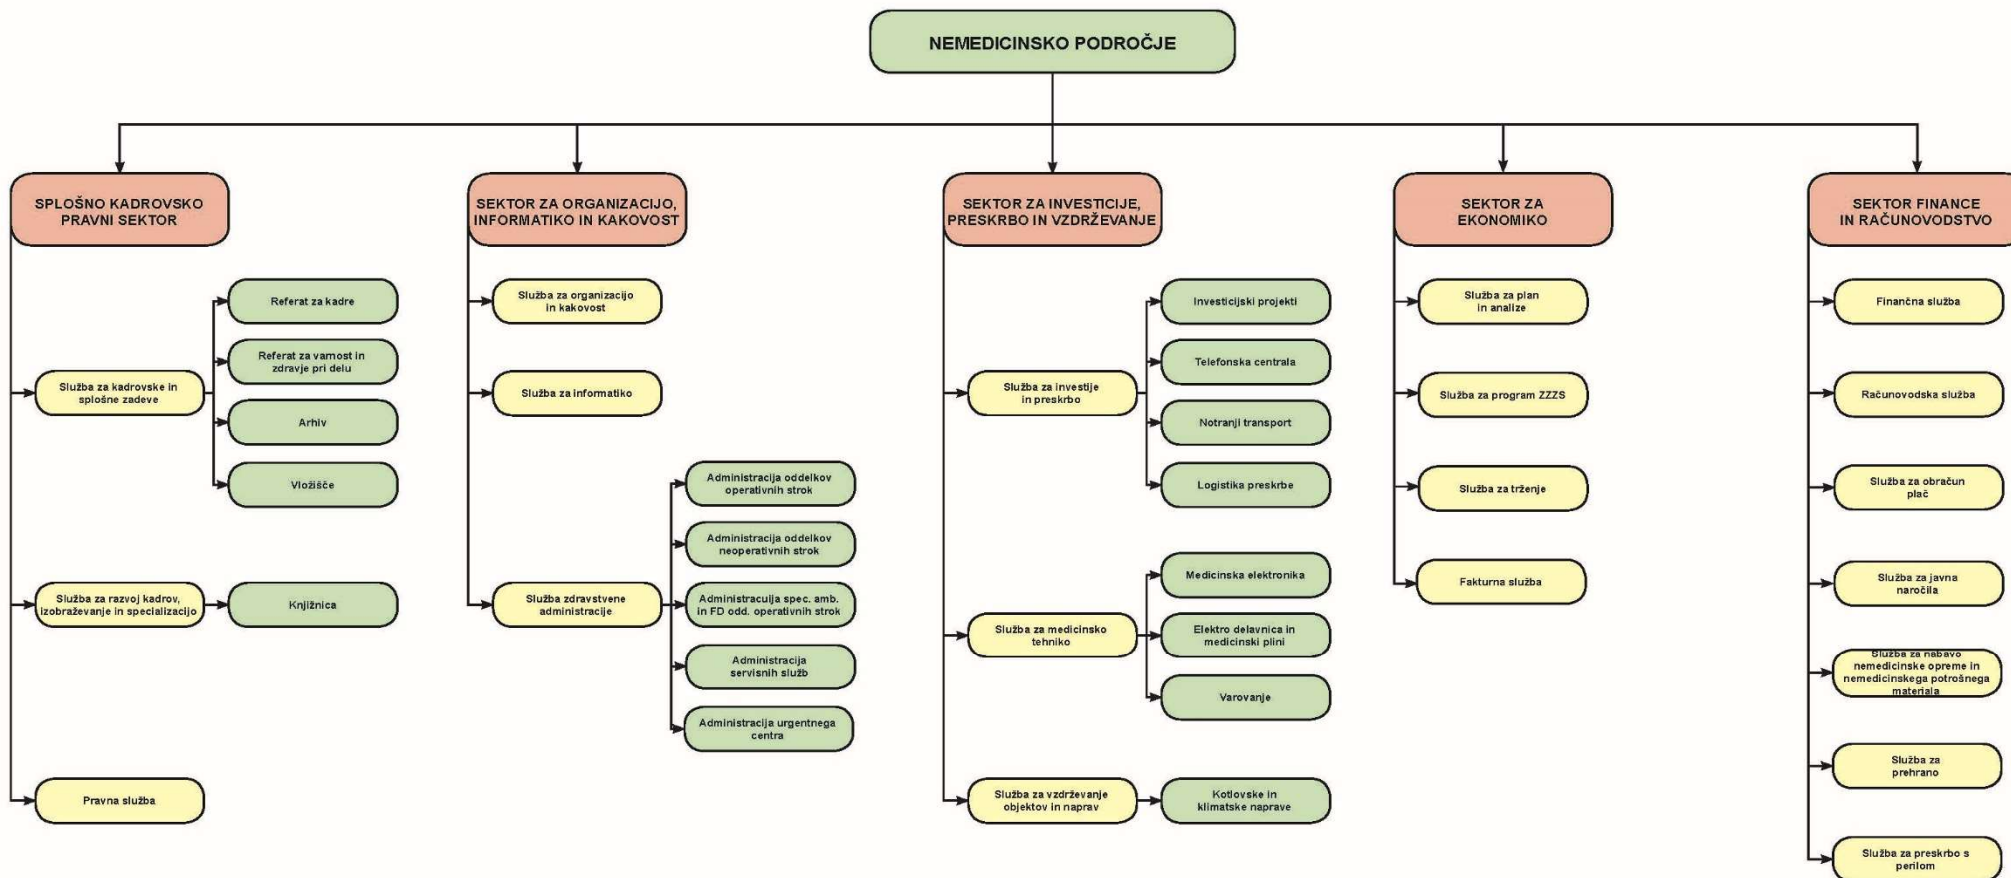 NEMEDICINSKO PODROČJE
SPLOŠNO KADROVSKO
PRAVNI SEKTOR
Služba za kadrovske in
splošne zadeve
Referat za kadre
Referat za varnost in
zdravje pri delu
Arhiv
Vložišče
Služba za razvoj kadrov,
izobraževanje in specializacijo
Knjižnica
Pravna služba
SEKTOR ZA ORGANIZACIJO,
INFORMATIKO IN KAKOVOST
Služba za organizacijo
in kakovost
Služba za informatiko
Služba zdravstvene
administracije
Administracija oddelkov
operativnih strok
Administracija oddelkov
neoperativnih strok
Administracuija spec. amb.
in FD odd. operativnih strok
Administracija
servisnih služb
Administracija urgentnega
centra
SEKTOR ZA INVESTICIJE,
PRESKRBO IN VZDRŽEVANJE
Služba za investije
in preskrbo
Investicijski projekti
Telefonska centrala
Notranji transport
Logistika preskrbe
Služba za medicinsko
tehniko
Medicinska elektronika
Elektro delavnica in
medicinski plini
Varovanje
Služba za vzdrževanje
objektov in naprav
Kotlovske in
klimatske naprave
SEKTOR ZA
EKONOMIKO
Služba za plan
in analize
Služba za program ZZZS
Služba za trženje
Fakturna služba
SEKTOR FINANCE
IN RAČUNOVODSTVO
Finančna služba
Računovodska služba
Služba za obračun
plač
Služba za javna
naročila
Služba za nabavo
nemedicinske opreme in
nemedicinskega potrošnega
materiala
Služba za
prehrano
Služba za preskrbo s
perilom